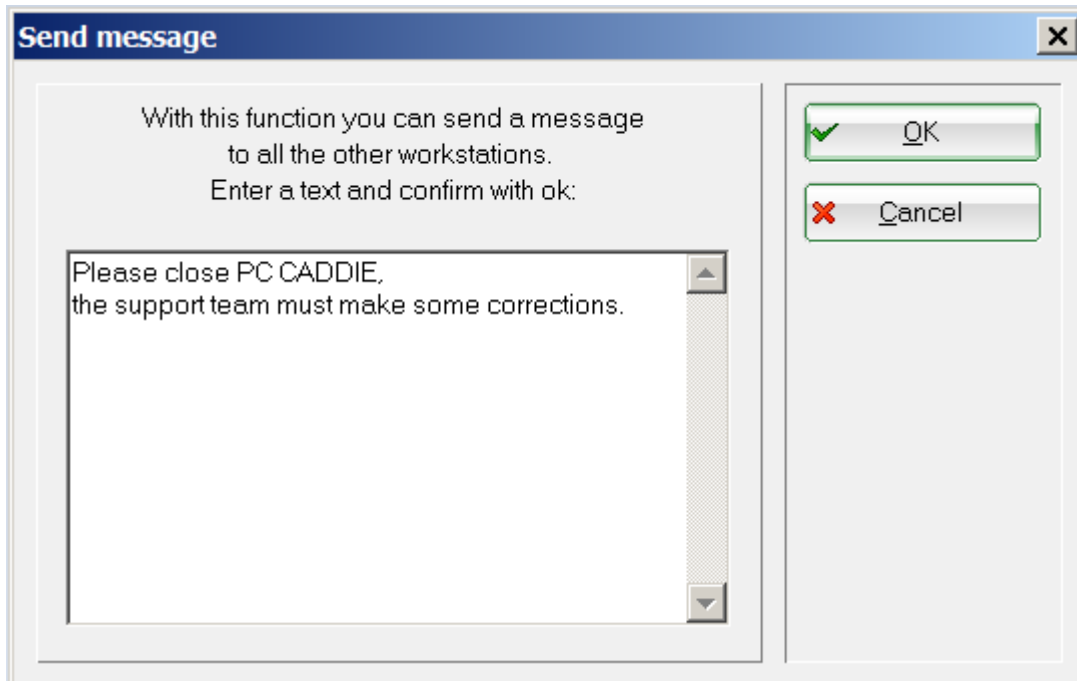 Send message
With this function you can send a message
to all the other workstations.
Enter a text and confirm with ok:
OK
Cancel
Please close PC CADDIE,
the support team must make some corrections.